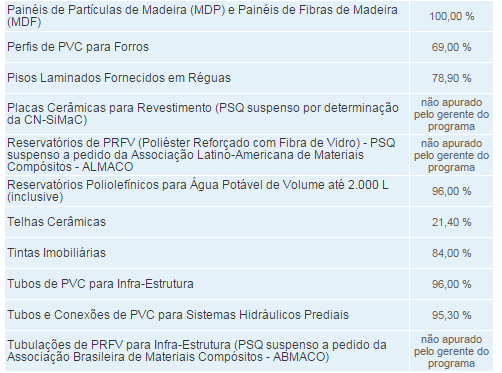 Painéis de Partículas de Madeira (MDP) e Painéis de Fibras de Madeira
(MDF)
100,00 %
Perfis de PVC para Forros
69,00 %
Pisos Laminados Fornecidos em Réguas
78,90 %
Placas Cerâmicas para Revestimento (PSQ suspenso por determinação
da CN-SiMaC)
não apurado
pelo gerente do
programa
Reservatórios de PRFV (Poliéster Reforçado com Fibra de Vidro) - PSQ
suspenso a pedido da Associação Latino-Americana de Materiais
Compósitos - ALMACO
não apurado
pelo gerente do
programa
Reservatórios Poliolefínicos para Água Potável de Volume até 2.000 L
(inclusive)
96,00 %
Telhas Cerâmicas
21,40 %
Tintas Imobiliárias
84,00 %
Tubos de PVC para Infra-Estrutura
96,00 %
Tubos e Conexões de PVC para Sistemas Hidráulicos Prediais
95,30 %
Tubulações de PRFV para Infra-Estrutura (PSQ suspenso a pedido da
Associação Brasileira de Materiais Compósitos - ABMACO)
não apurado
pelo gerente do
programa